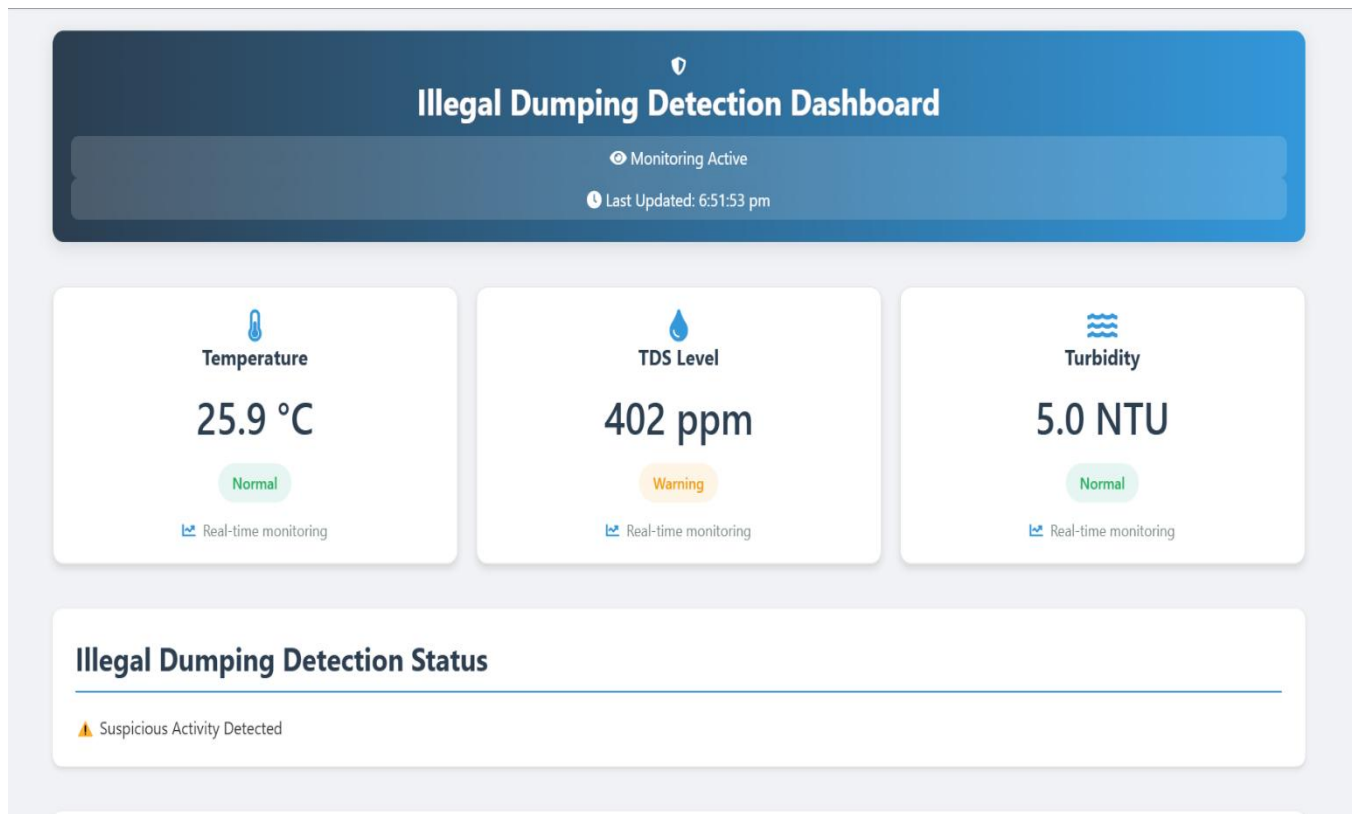 Illegal Dumping Detection Dashboard
Monitoring Active
Last Updated: 6:51:53 pm
Temperature
25.9 °C
Normal
Real-time monitoring
TDS Level
402 ppm
Warning
Real-time monitoring
Turbidity
5.0 NTU
Normal
Real-time monitoring
Illegal Dumping Detection Status
Suspicious Activity Detected